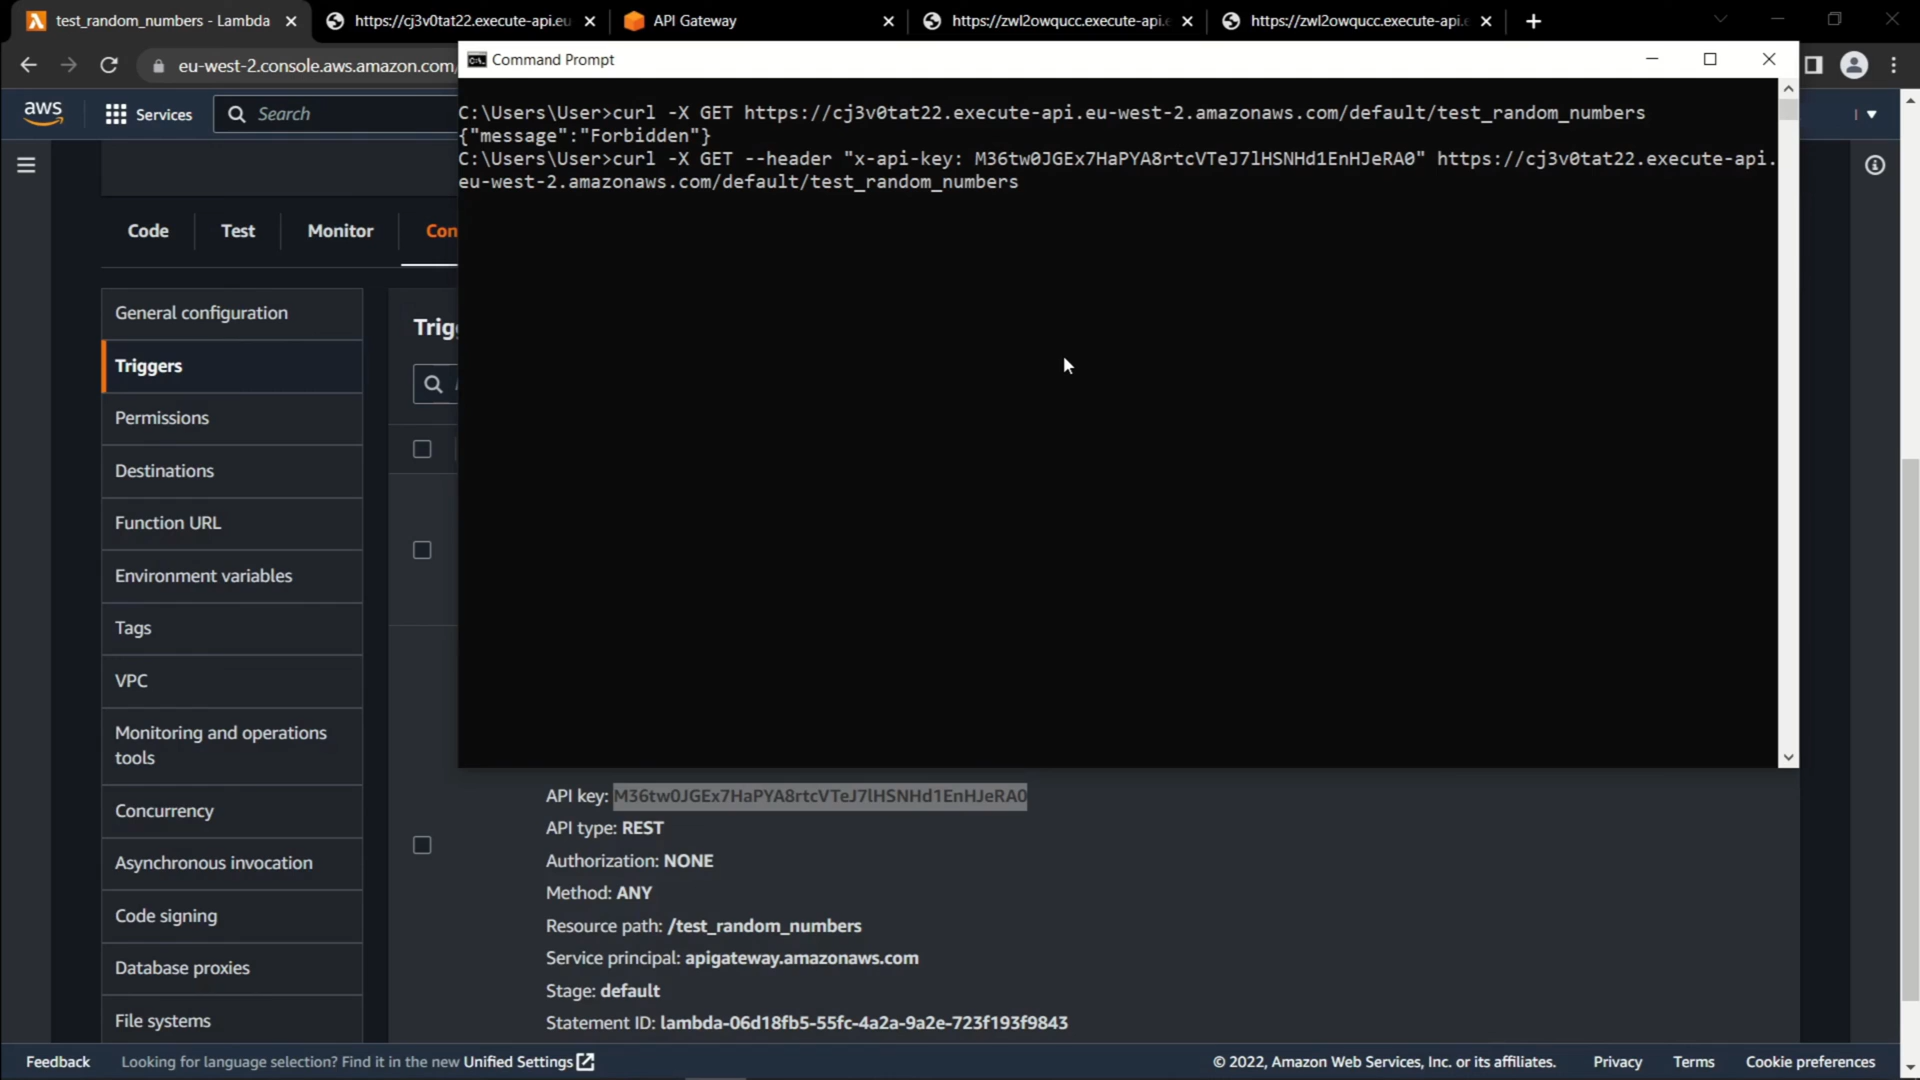 test_random_numbers - Lambda
https://cj3v0tat22.execute-api.eu
API Gateway
https://zwl2owqucc.execute-api.e
https://zwl2owqucc.execute-api.e
eu-west-2.console.aws.amazon.com/
Command Prompt
aws
Services
Search
C:\Users\User>curl -X GET https://cj3v0tat22.execute-api.eu-west-2.amazonaws.com/default/test_random_numbers
{"message":"Forbidden"}
C:\Users\User>curl -X GET --header "x-api-key: M36tw0JGEx7HaPYA8rtcVTeJ7lHSNHd1EnHJeRA0" https://cj3v0tat22.execute-api.
eu-west-2.amazonaws.com/default/test_random_numbers
Code
Test
Monitor
Con
General configuration
Triggers
Permissions
Destinations
Function URL
Environment variables
Tags
VPC
Monitoring and operations
tools
Concurrency
Asynchronous invocation
Code signing
Database proxies
File systems
Trigg
API key: M36tw0JGEx7HaPYA8rtcVTeJ7lHSNHd1EnHJeRA0
API type: REST
Authorization: NONE
Method: ANY
Resource path: /test_random_numbers
Service principal: apigateway.amazonaws.com
Stage: default
Statement ID: lambda-06d18fb5-55fc-4a2a-9a2e-723f193f9843
Feedback
Looking for language selection? Find it in the new Unified Settings
© 2022, Amazon Web Services, Inc. or its affiliates.
Privacy
Terms
Cookie preferences